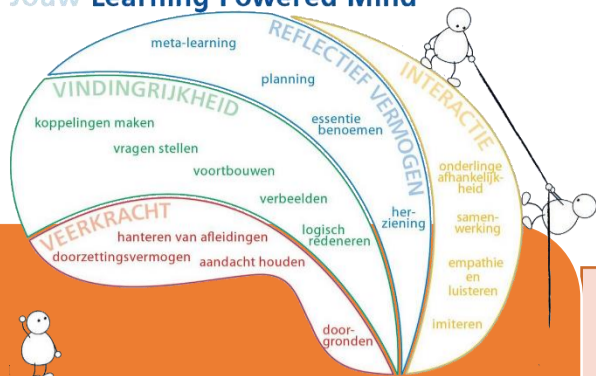 Jouw Learning Powered Mind
REFLECTIEF VERMOGEN
meta-learning
planning
essentie
benoemen
her-
ziening
INTERACTIE
onderlinge
afhankelijk-
heid
samen-
werking
empathie
en
luisteren
imiteren
VINDINGRIJKHEID
koppelingen maken
vragen stellen
voortbouwen
verbeelden
logisch
redeneren
VEERKRACHT
hanteren van afleidingen
doorzettingsvermogen
aandacht houden
door-
gronden